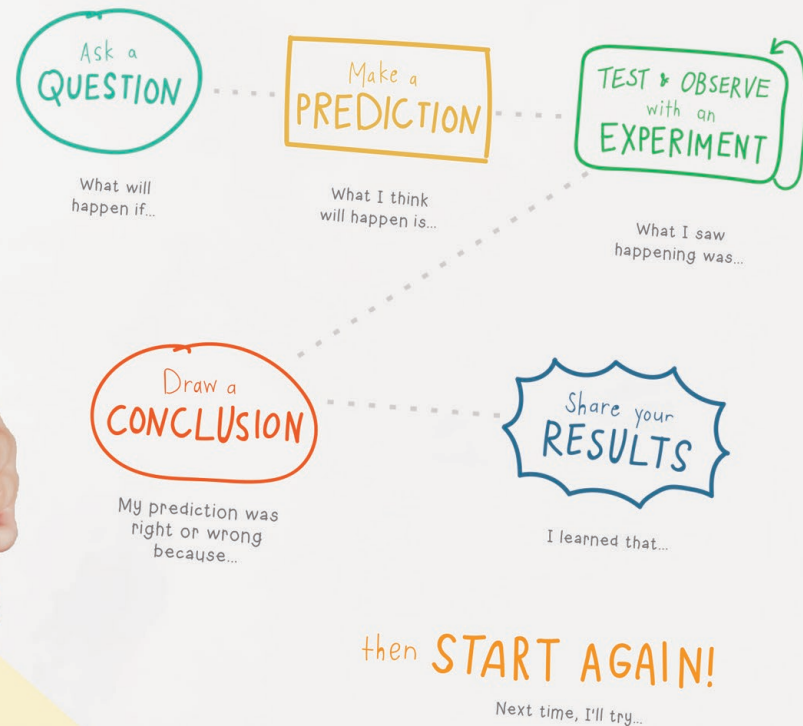 Ask a
QUESTION
What will
happen if...
Make a
PREDICTION
What I think
will happen is...
TEST & OBSERVE
with an
EXPERIMENT
What I saw
happening was...
Draw a
CONCLUSION
My prediction was
right or wrong
because...
Share your
RESULTS
I learned that...
then START AGAIN!
Next time, I'll try...